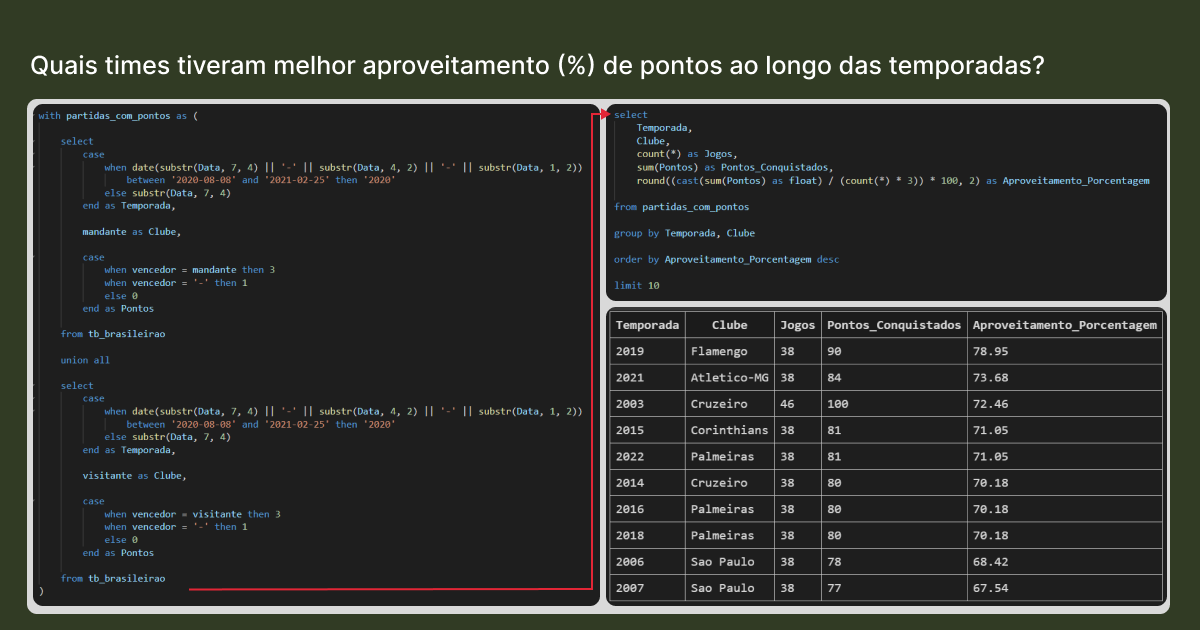 Quais times tiveram melhor aproveitamento (%) de pontos ao longo das temporadas?
with partidas_com_pontos as (
select
case
when date(substr(Data, 7, 4) || '-' || substr(Data, 4, 2) || '-' || substr(Data, 1, 2))
between '2020-08-08' and '2021-02-25' then '2020'
else substr(Data, 7, 4)
end as Temporada,
mandante as Clube,
case
when vencedor = mandante then 3
when vencedor = '-' then 1
else 0
end as Pontos
from tb_brasileirao
union all
select
case
when date(substr(Data, 7, 4) || '-' || substr(Data, 4, 2) || '-' || substr(Data, 1, 2))
between '2020-08-08' and '2021-02-25' then '2020'
else substr(Data, 7, 4)
end as Temporada,
visitante as Clube,
case
when vencedor = visitante then 3
when vencedor = '-' then 1
else 0
end as Pontos
from tb_brasileirao
)
select
Temporada,
Clube,
count(*) as Jogos,
sum(Pontos) as Pontos_Conquistados,
round((cast(sum(Pontos) as float) / (count(*) * 3)) * 100, 2) as Aproveitamento_Porcentagem
from partidas_com_pontos
group by Temporada, Clube
order by Aproveitamento_Porcentagem desc
limit 10
Temporada Clube Jogos Pontos_Conquistados Aproveitamento_Porcentagem
2019 Flamengo 38 90 78.95
2021 Atletico-MG 38 84 73.68
2003 Cruzeiro 46 100 72.46
2015 Corinthians 38 81 71.05
2022 Palmeiras 38 81 71.05
2014 Cruzeiro 38 80 70.18
2016 Palmeiras 38 80 70.18
2018 Palmeiras 38 80 70.18
2006 Sao Paulo 38 78 68.42
2007 Sao Paulo 38 77 67.54